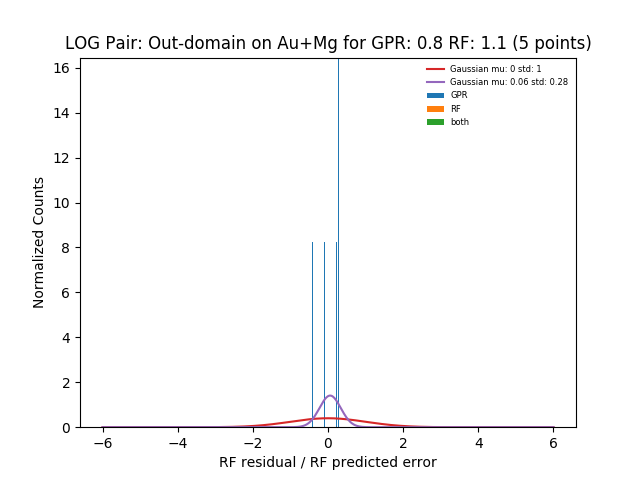 LOG Pair: Out-domain on Au+Mg for GPR: 0.8 RF: 1.1 (5 points)
Gaussian mu: 0 std: 1
Gaussian mu: 0.06 std: 0.28
GPR
RF
both
Normalized Counts
16
14
12
10
8
6
4
2
0
−6 −4 −2 0 2 4 6
RF residual / RF predicted error